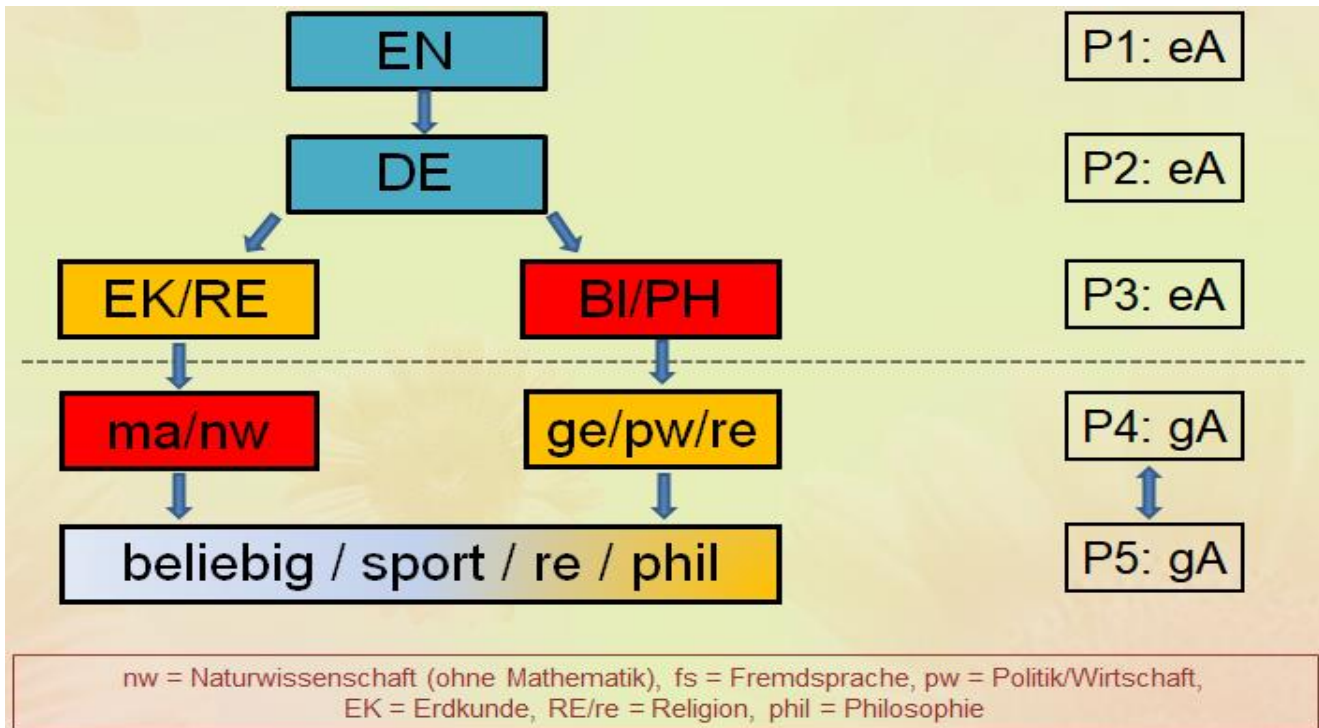 EN
P1: eA
DE
P2: eA
EK/RE
BI/PH
P3: eA
ma/nw
ge/pw/re
P4: gA
beliebig / sport / re / phil
P5: gA
nw = Naturwissenschaft (ohne Mathematik), fs = Fremdsprache, pw = Politik/Wirtschaft,
EK = Erdkunde, RE/re = Religion, phil = Philosophie